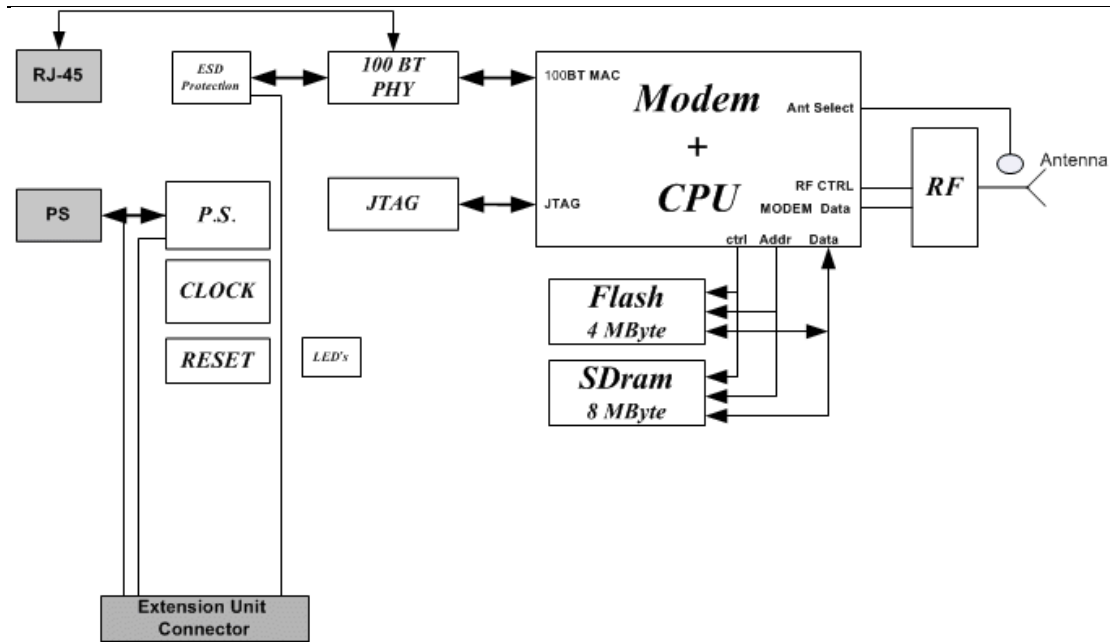 RJ-45
ESD
Protection
100 BT
PHY
100BT MAC
Modem
+
CPU
Ant Select
RF CTRL
MODEM Data
JTAG
ctrl Addr Data
RF
Antenna
PS
P.S.
JTAG
CLOCK
RESET
LED's
Flash
4 MByte
SDram
8 MByte
Extension Unit
Connector